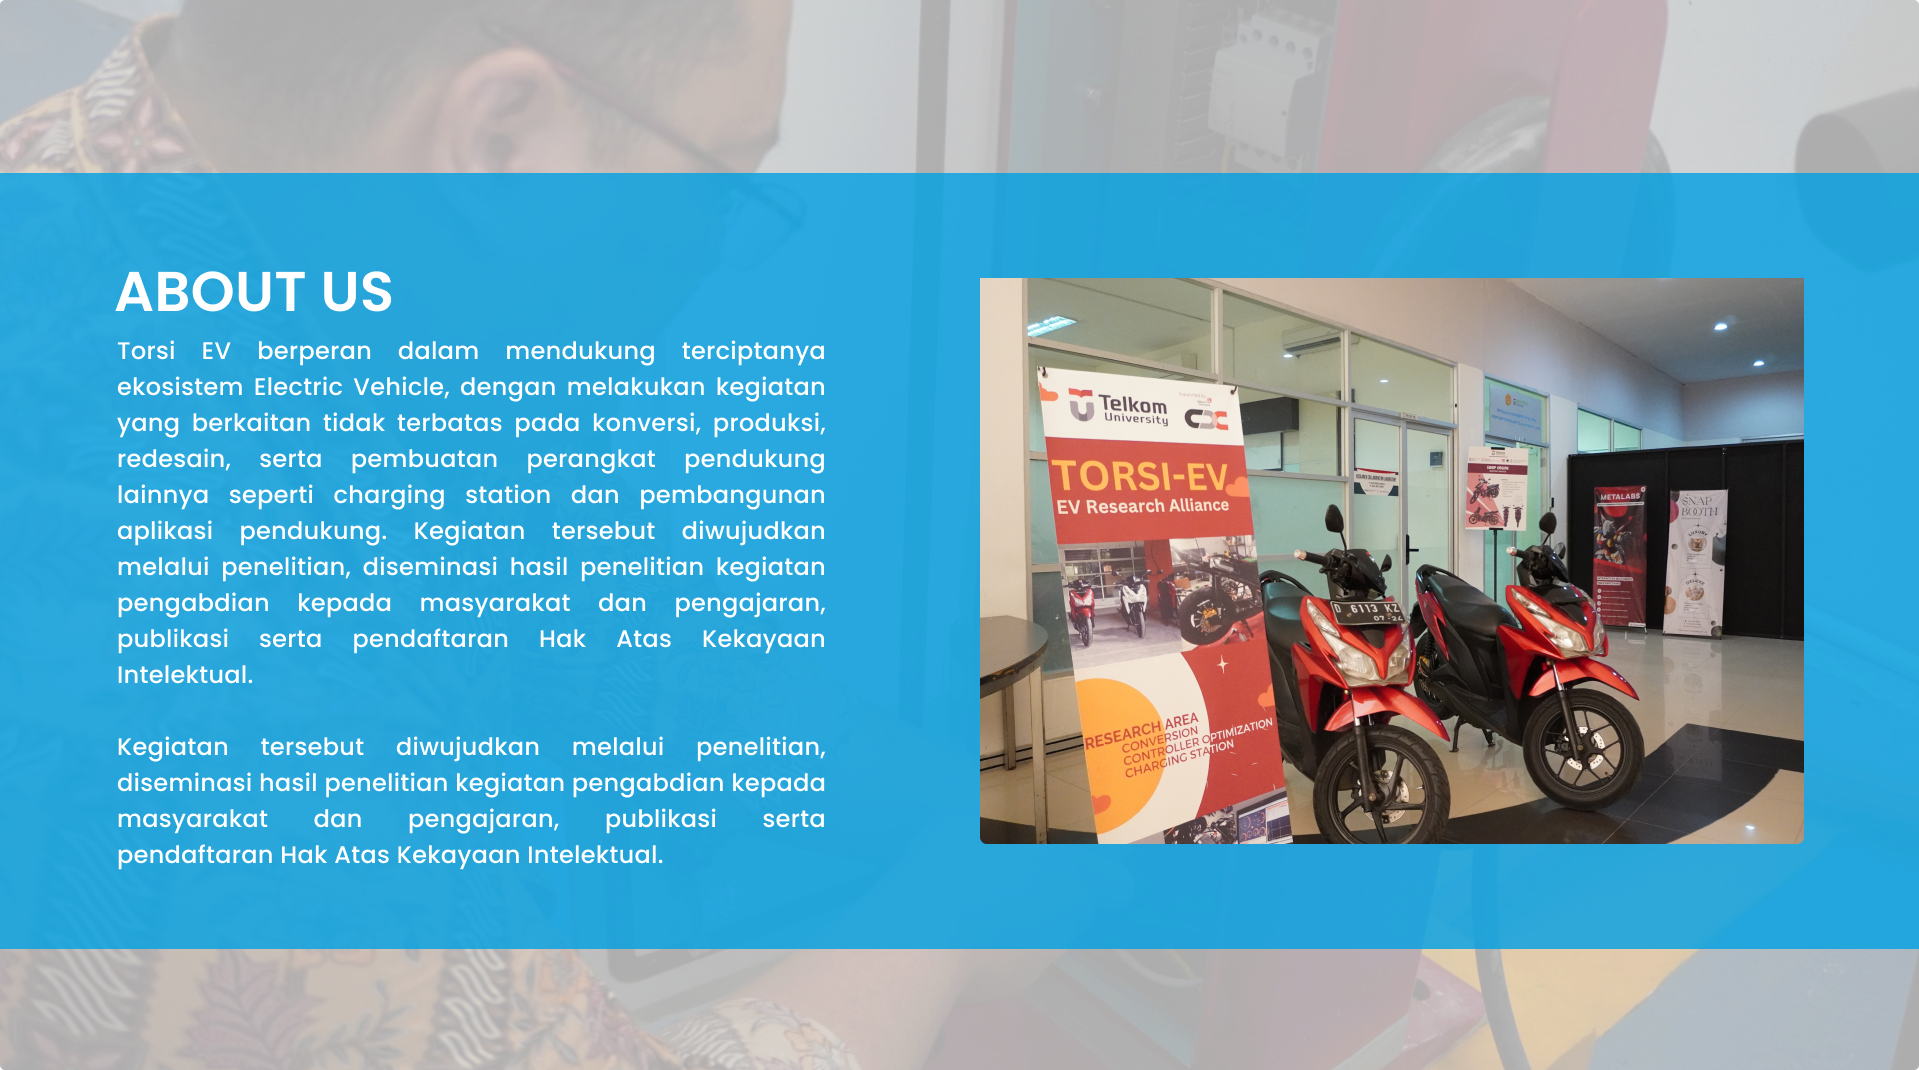 ABOUT US
Torsi EV berperan dalam mendukung terciptanya
ekosistem Electric Vehicle, dengan melakukan kegiatan
yang berkaitan tidak terbatas pada konversi, produksi,
redesain, serta pembuatan perangkat pendukung
lainnya seperti charging station dan pembangunan
aplikasi pendukung. Kegiatan tersebut diwujudkan
melalui penelitian, diseminasi hasil penelitian kegiatan
pengabdian kepada masyarakat dan pengajaran,
publikasi serta pendaftaran Hak Atas Kekayaan
Intelektual.
Kegiatan tersebut diwujudkan melalui penelitian,
diseminasi hasil penelitian kegiatan pengabdian kepada
masyarakat dan pengajaran, publikasi serta
pendaftaran Hak Atas Kekayaan Intelektual.
Telkom
University
TORSI-EV
EV Research Alliance
RESEARCH AREA
CONVERSION
CONTROLLER OPTIMIZATION
CHARGING STATION
D 6113 KZ
07 24
METALABS
SNAP
BOOTH